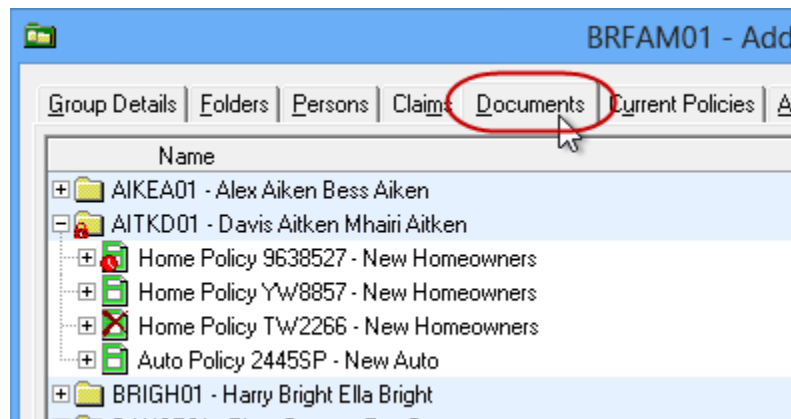 BRFAM01 - Add
Group Details Folders Persons Claims Documents Current Policies A
Name
AIKEA01 - Alex Aiken Bess Aiken
AITKD01 - Davis Aitken Mhairi Aitken
Home Policy 9638527 - New Homeowners
Home Policy YW8857 - New Homeowners
Home Policy TW2266 - New Homeowners
Auto Policy 2445SP - New Auto
BRIGH01 - Harry Bright Ella Bright